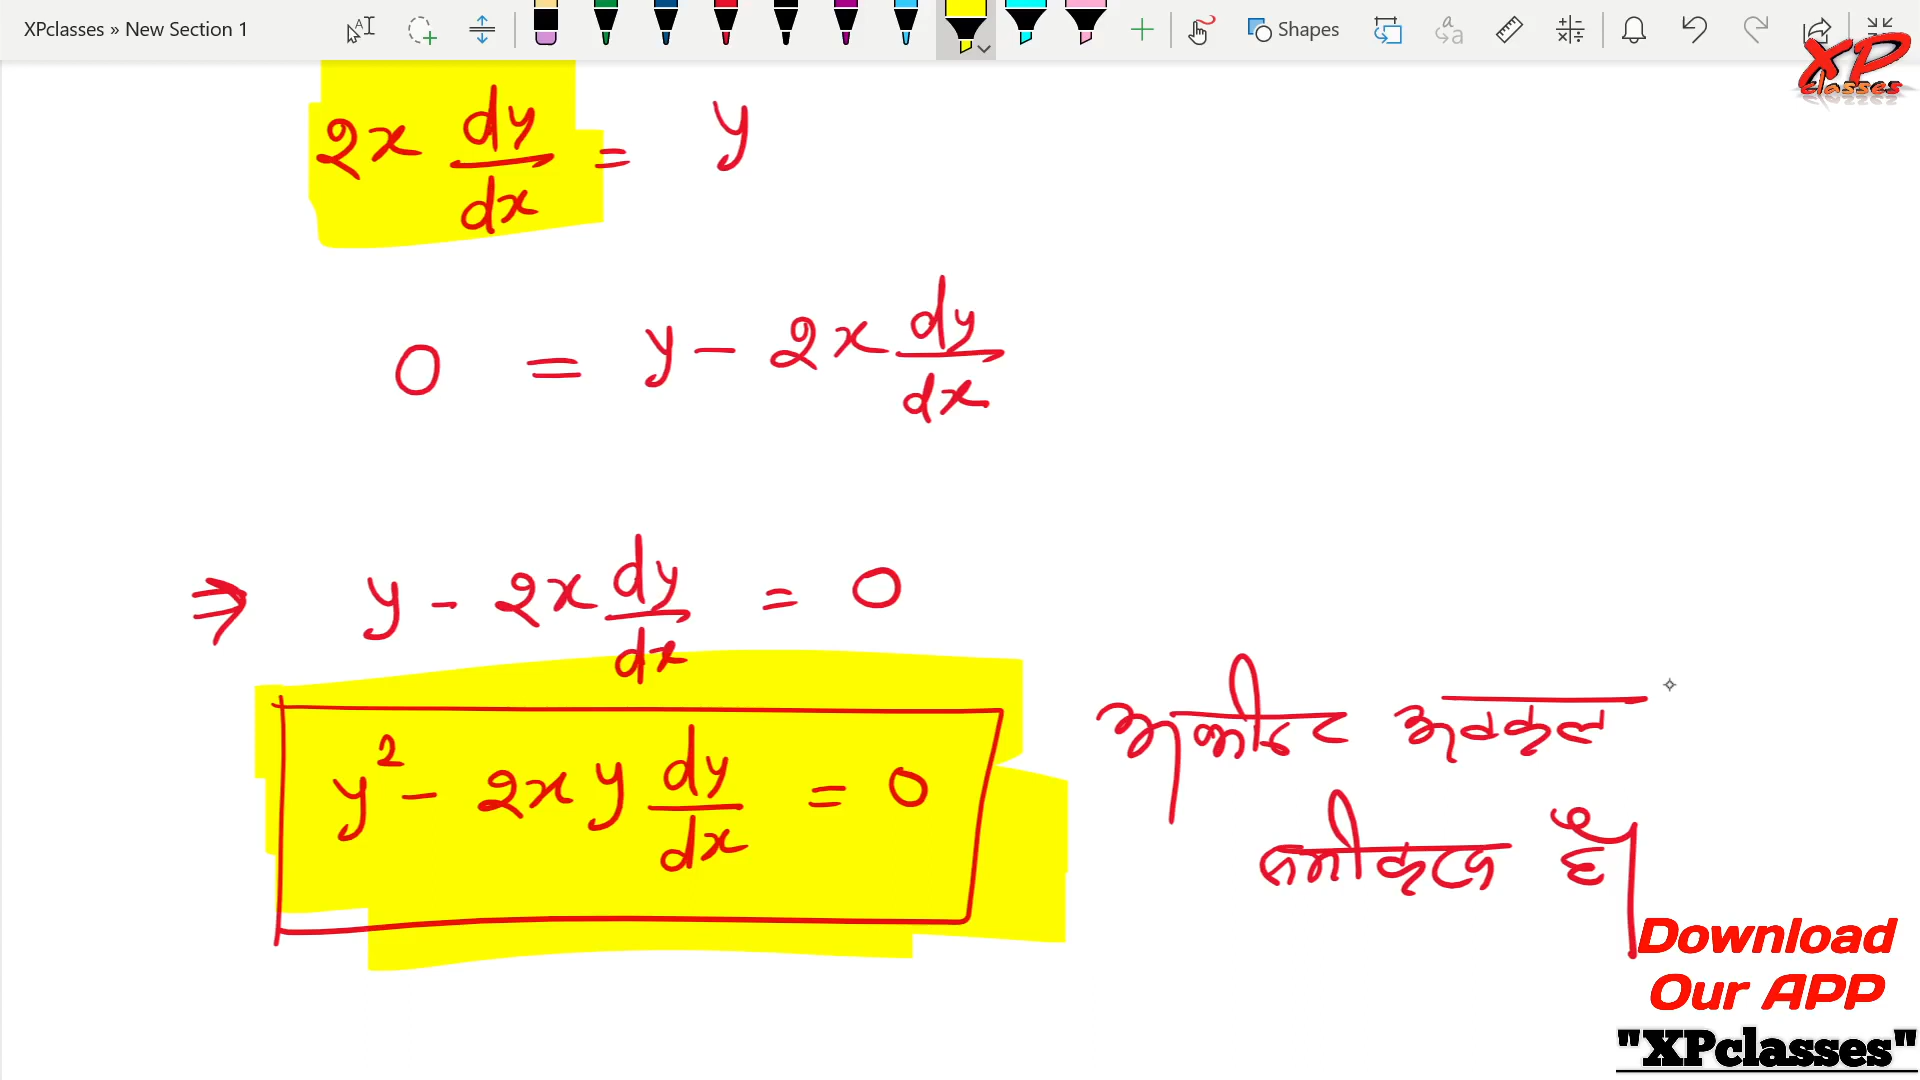 XPclasses » New Section 1
Shapes
XP
classes
2x dy/dx = y
0 = y - 2x dy/dx
⇒ y - 2x dy/dx = 0
y² - 2xy dy/dx = 0
अभीष्ट अवकल
समीकरण है।
Download
Our APP
"XPclasses"